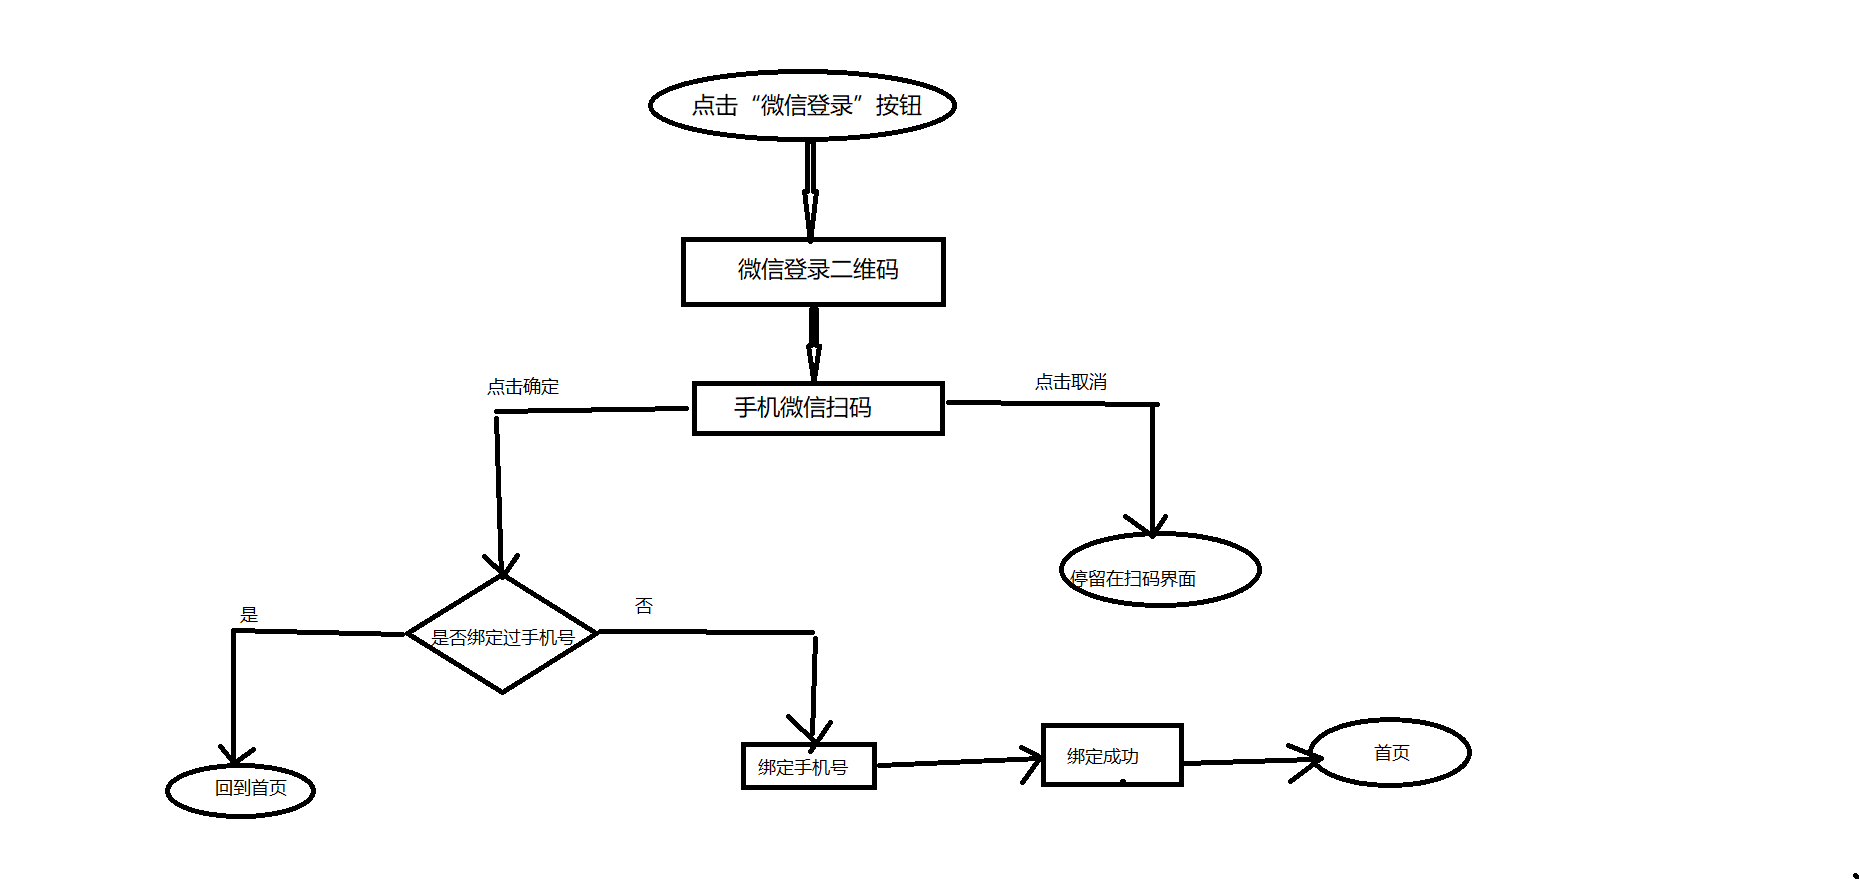 点击“微信登录”按钮
微信登录二维码
点击确定
手机微信扫码
点击取消
停留在扫码界面
是
否
是否绑定过手机号
回到首页
绑定手机号
绑定成功
首页